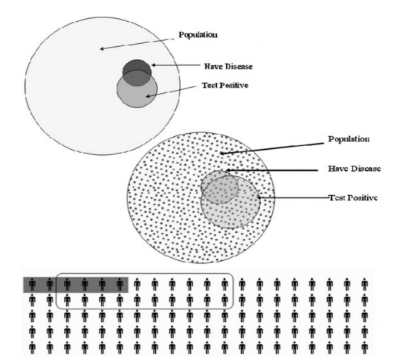 Population
Have Disease
Test Positive
Population
Have Disease
Test Positive